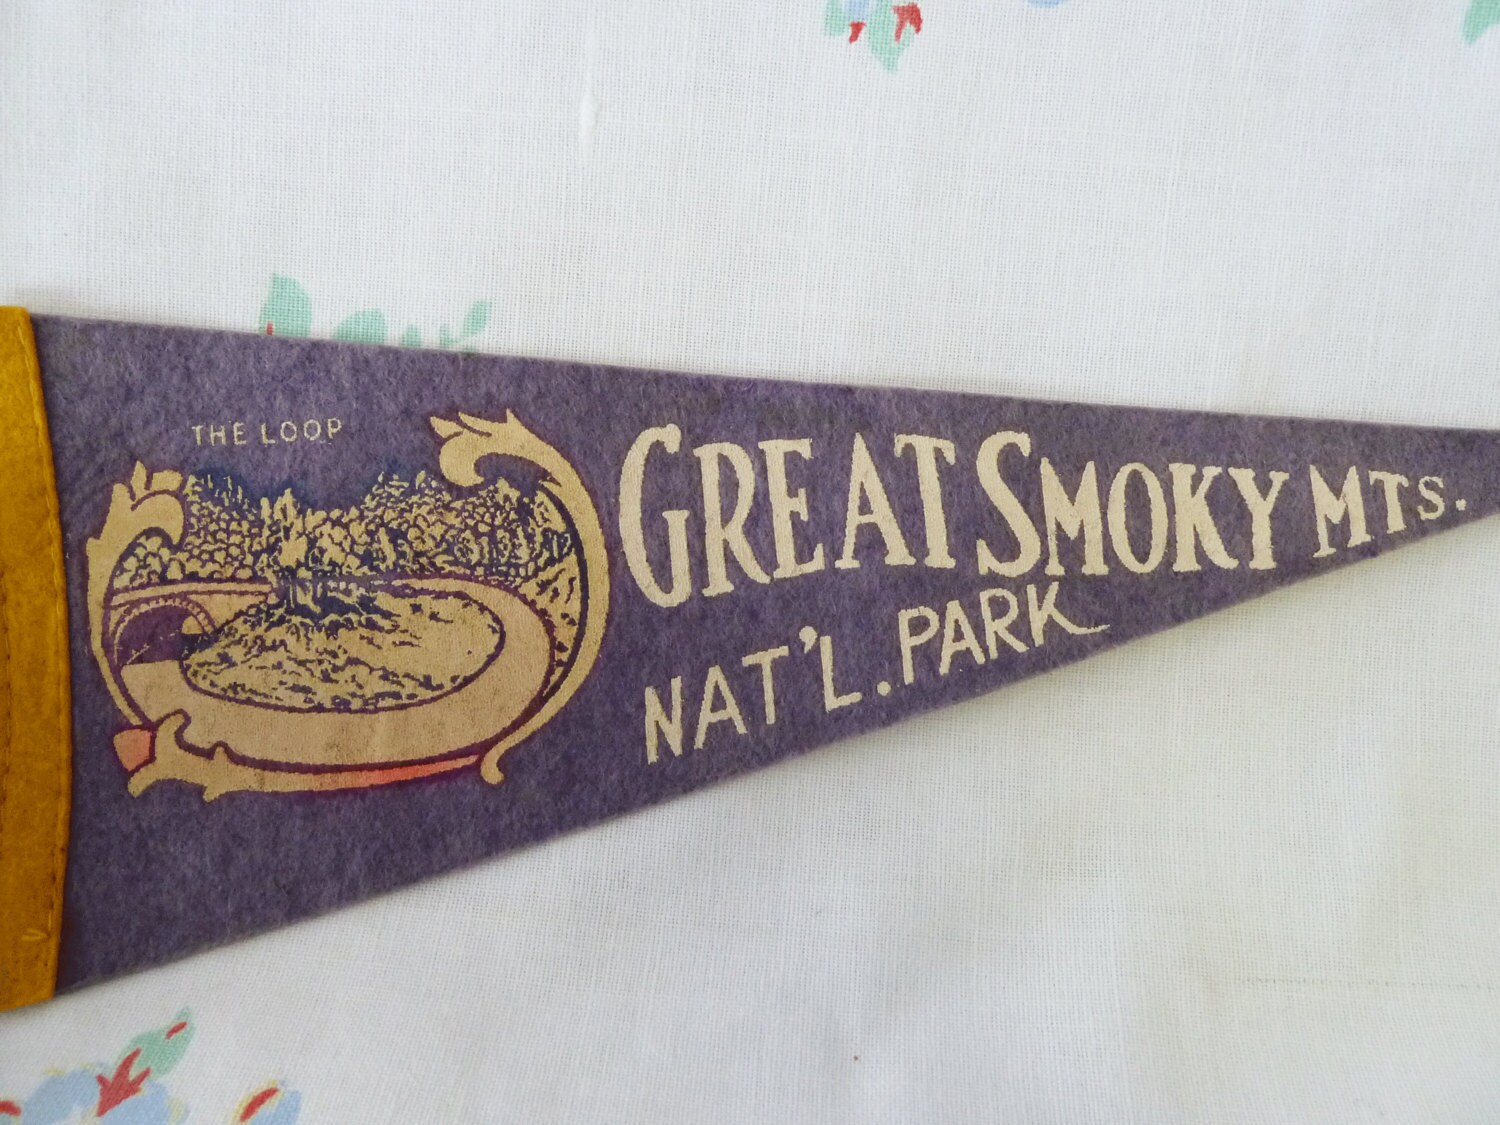 THE LOOP
GREAT SMOKY MTS.
NAT'L. PARK